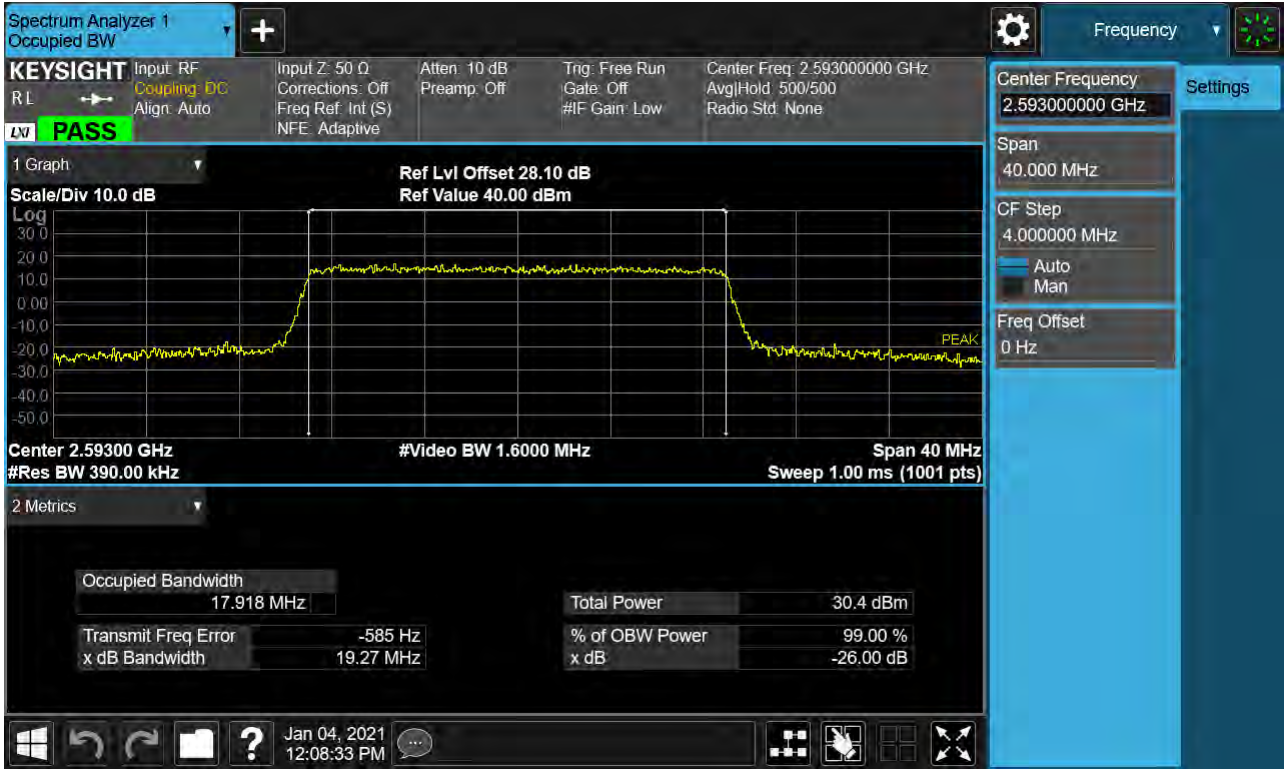 Spectrum Analyzer 1
Occupied BW
Frequency
KEYSIGHT
R L
LXI
PASS
Input: RF
Coupling: DC
Align: Auto
Input Z: 50 Ω
Corrections: Off
Freq Ref: Int (S)
NFE: Adaptive
Atten: 10 dB
Preamp: Off
Trig: Free Run
Gate: Off
#IF Gain: Low
Center Freq: 2.593000000 GHz
Avg|Hold: 500/500
Radio Std: None
Center Frequency
2.593000000 GHz
Settings
Span
40.000 MHz
CF Step
4.000000 MHz
Auto
Man
Freq Offset
0 Hz
1 Graph
Scale/Div 10.0 dB
Ref Lvl Offset 28.10 dB
Ref Value 40.00 dBm
Log
30.0
20.0
10.0
0.00
-10.0
-20.0
-30.0
-40.0
-50.0
PEAK
Center 2.59300 GHz
#Video BW 1.6000 MHz
Span 40 MHz
#Res BW 390.00 kHz
Sweep 1.00 ms (1001 pts)
2 Metrics
Occupied Bandwidth
17.918 MHz
Total Power 30.4 dBm
Transmit Freq Error -585 Hz
% of OBW Power 99.00 %
x dB Bandwidth 19.27 MHz
x dB -26.00 dB
?
Jan 04, 2021
12:08:33 PM